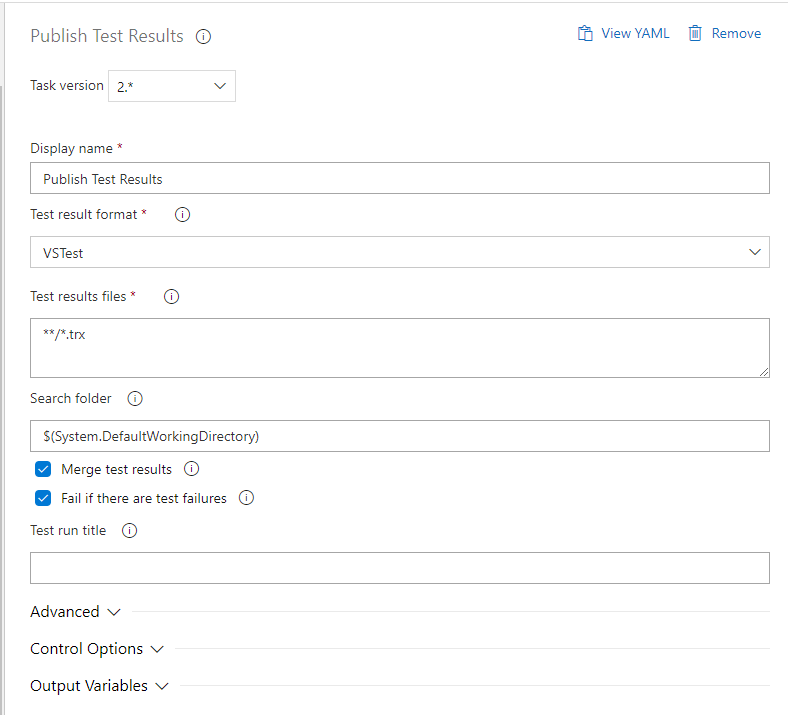 Publish Test Results
View YAML
Remove
Task version
2.*
Display name *
Publish Test Results
Test result format *
VSTest
Test results files *
**/*.trx
Search folder
$(System.DefaultWorkingDirectory)
Merge test results
Fail if there are test failures
Test run title
Advanced
Control Options
Output Variables